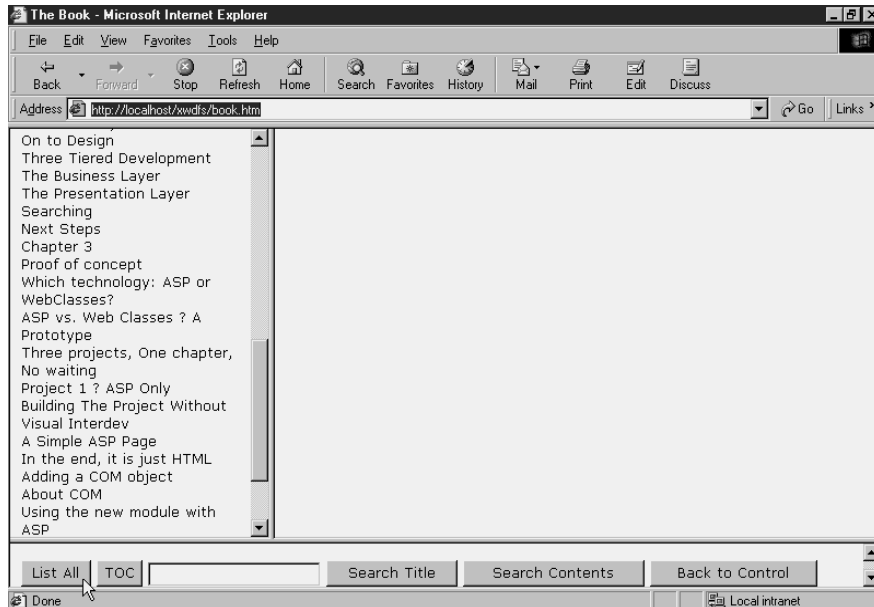 The Book - Microsoft Internet Explorer
File Edit View Favorites Tools Help
Back Forward Stop Refresh Home Search Favorites History Mail Print Edit Discuss
Address http://localhost/xwdfs/book.htm Go Links
On to Design
Three Tiered Development
The Business Layer
The Presentation Layer
Searching
Next Steps
Chapter 3
Proof of concept
Which technology: ASP or
WebClasses?
ASP vs. Web Classes ? A
Prototype
Three projects, One chapter,
No waiting
Project 1 ? ASP Only
Building The Project Without
Visual Interdev
A Simple ASP Page
In the end, it is just HTML
Adding a COM object
About COM
Using the new module with
ASP
List All TOC Search Title Search Contents Back to Control
Done Local intranet